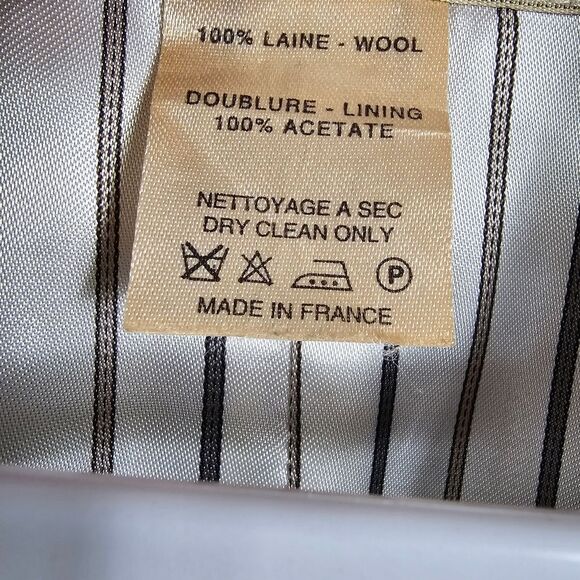 100% LAINE - WOOL
DOUBLURE - LINING
100% ACETATE
NETTOYAGE A SEC
DRY CLEAN ONLY
P
MADE IN FRANCE